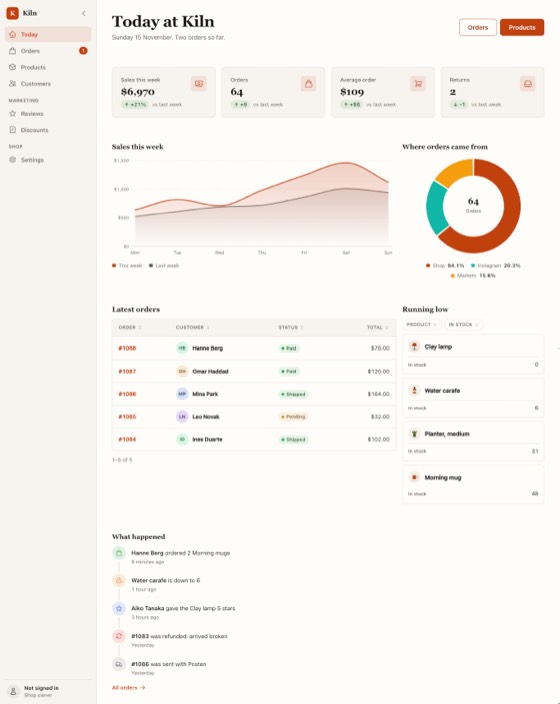 K Kiln
Today
Orders 1
Products
Customers
MARKETING
Reviews
Discounts
SHOP
Settings
Not signed in
Shop owner
Today at Kiln
Sunday 15 November. Two orders so far.
Orders
Products
Sales this week
$6,970
+21% vs last week
Orders
64
+9 vs last week
Average order
$109
vs last week
Returns
2
-1 vs last week
Sales this week
$1,500
$1,000
$500
$0
Mon Tue Wed Thu Fri Sat Sun
This week Last week
Where orders came from
64
Orders
Shop 64.1% Instagram 20.3%
Markets 15.6%
Latest orders
ORDER CUSTOMER STATUS TOTAL
#1088 HB Hanne Berg Paid $76.00
#1087 OH Omar Haddad Paid $120.00
#1086 MP Mina Park Shipped $164.00
#1085 LN Leo Novak Pending $32.00
#1084 ID Ines Duarte Shipped $102.00
1–5 of 5
Running low
PRODUCT IN STOCK
Clay lamp
In stock 0
Water carafe
In stock 6
Planter, medium
In stock 31
Morning mug
In stock 48
What happened
Hanne Berg ordered 2 Morning mugs
8 minutes ago
Water carafe is down to 6
1 hour ago
Aiko Tanaka gave the Clay lamp 5 stars
3 hours ago
#1083 was refunded: arrived broken
Yesterday
#1086 was sent with Posten
Yesterday
All orders →